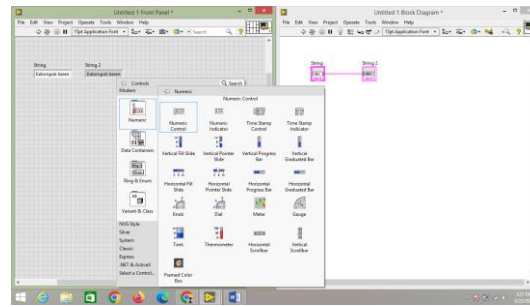 Untitled 1 Front Panel *
File Edit View Project Operate Tools Window Help
13pt Application Font
Search
String
String 2
Kelompok keren
Kelompok keren
Controls
Search
Modern
Numeric
Data Containers
Ring & Enum
Variant & Class
NXG Style
Silver
System
Classic
Express
.NET & ActiveX
Select a Control...
Numeric
Numeric Control
Numeric Control
Numeric Indicator
Time Stamp Control
Time Stamp Indicator
Vertical Fill Slide
Vertical Pointer Slide
Vertical Progress Bar
Vertical Graduated Bar
Horizontal Fill Slide
Horizontal Pointer Slide
Horizontal Progress Bar
Horizontal Graduated Bar
Knob
Dial
Meter
Gauge
Tank
Thermometer
Horizontal Scrollbar
Vertical Scrollbar
Framed Color Box
Untitled 1 Block Diagram *
File Edit View Project Operate Tools Window Help
13pt Application Font
String
String 2